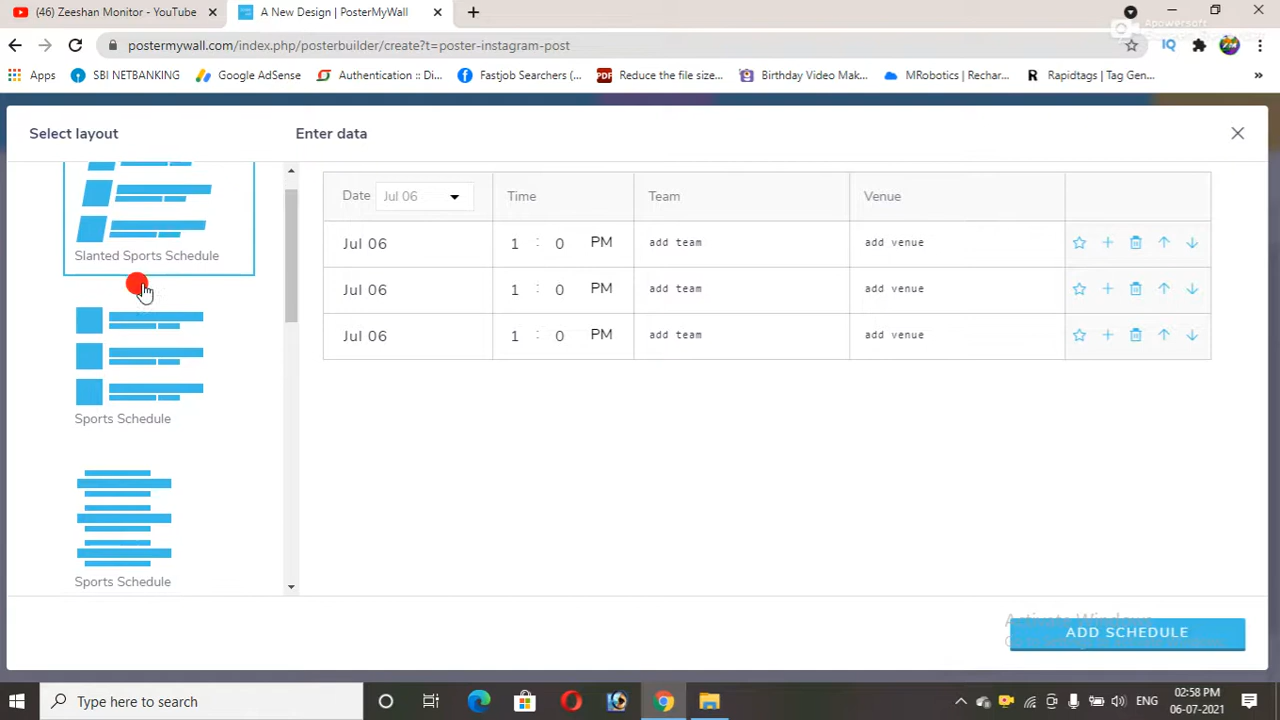 (46) Zeeshan Monitor - YouTube
A New Design | PosterMyWall
Apowersoft
postermywall.com/index.php/posterbuilder/create?t=poster-instagram-post
Apps
SBI NETBANKING
Google AdSense
Authentication :: Di...
Fastjob Searchers (...
PDF
Reduce the file size...
Birthday Video Mak...
MRobotics | Rechar...
Rapidtags | Tag Gen...
Select layout
Enter data
Date Jul 06 Time Team Venue
Jul 06 1 : 0 PM add team add venue
Jul 06 1 : 0 PM add team add venue
Jul 06 1 : 0 PM add team add venue
Slanted Sports Schedule
Sports Schedule
Sports Schedule
Activate Windows
ADD SCHEDULE
Type here to search
ENG
02:58 PM
06-07-2021